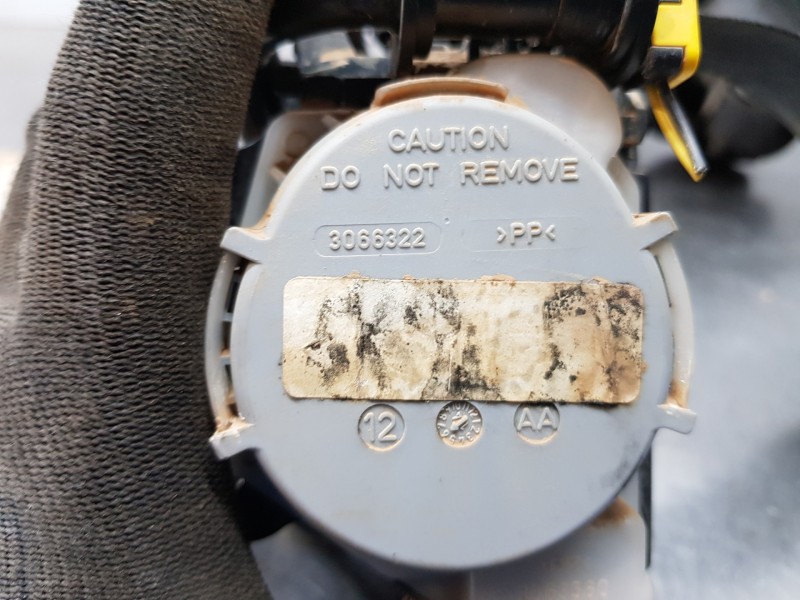 CAUTION
DO NOT REMOVE
3066322 >PP<
12 AA